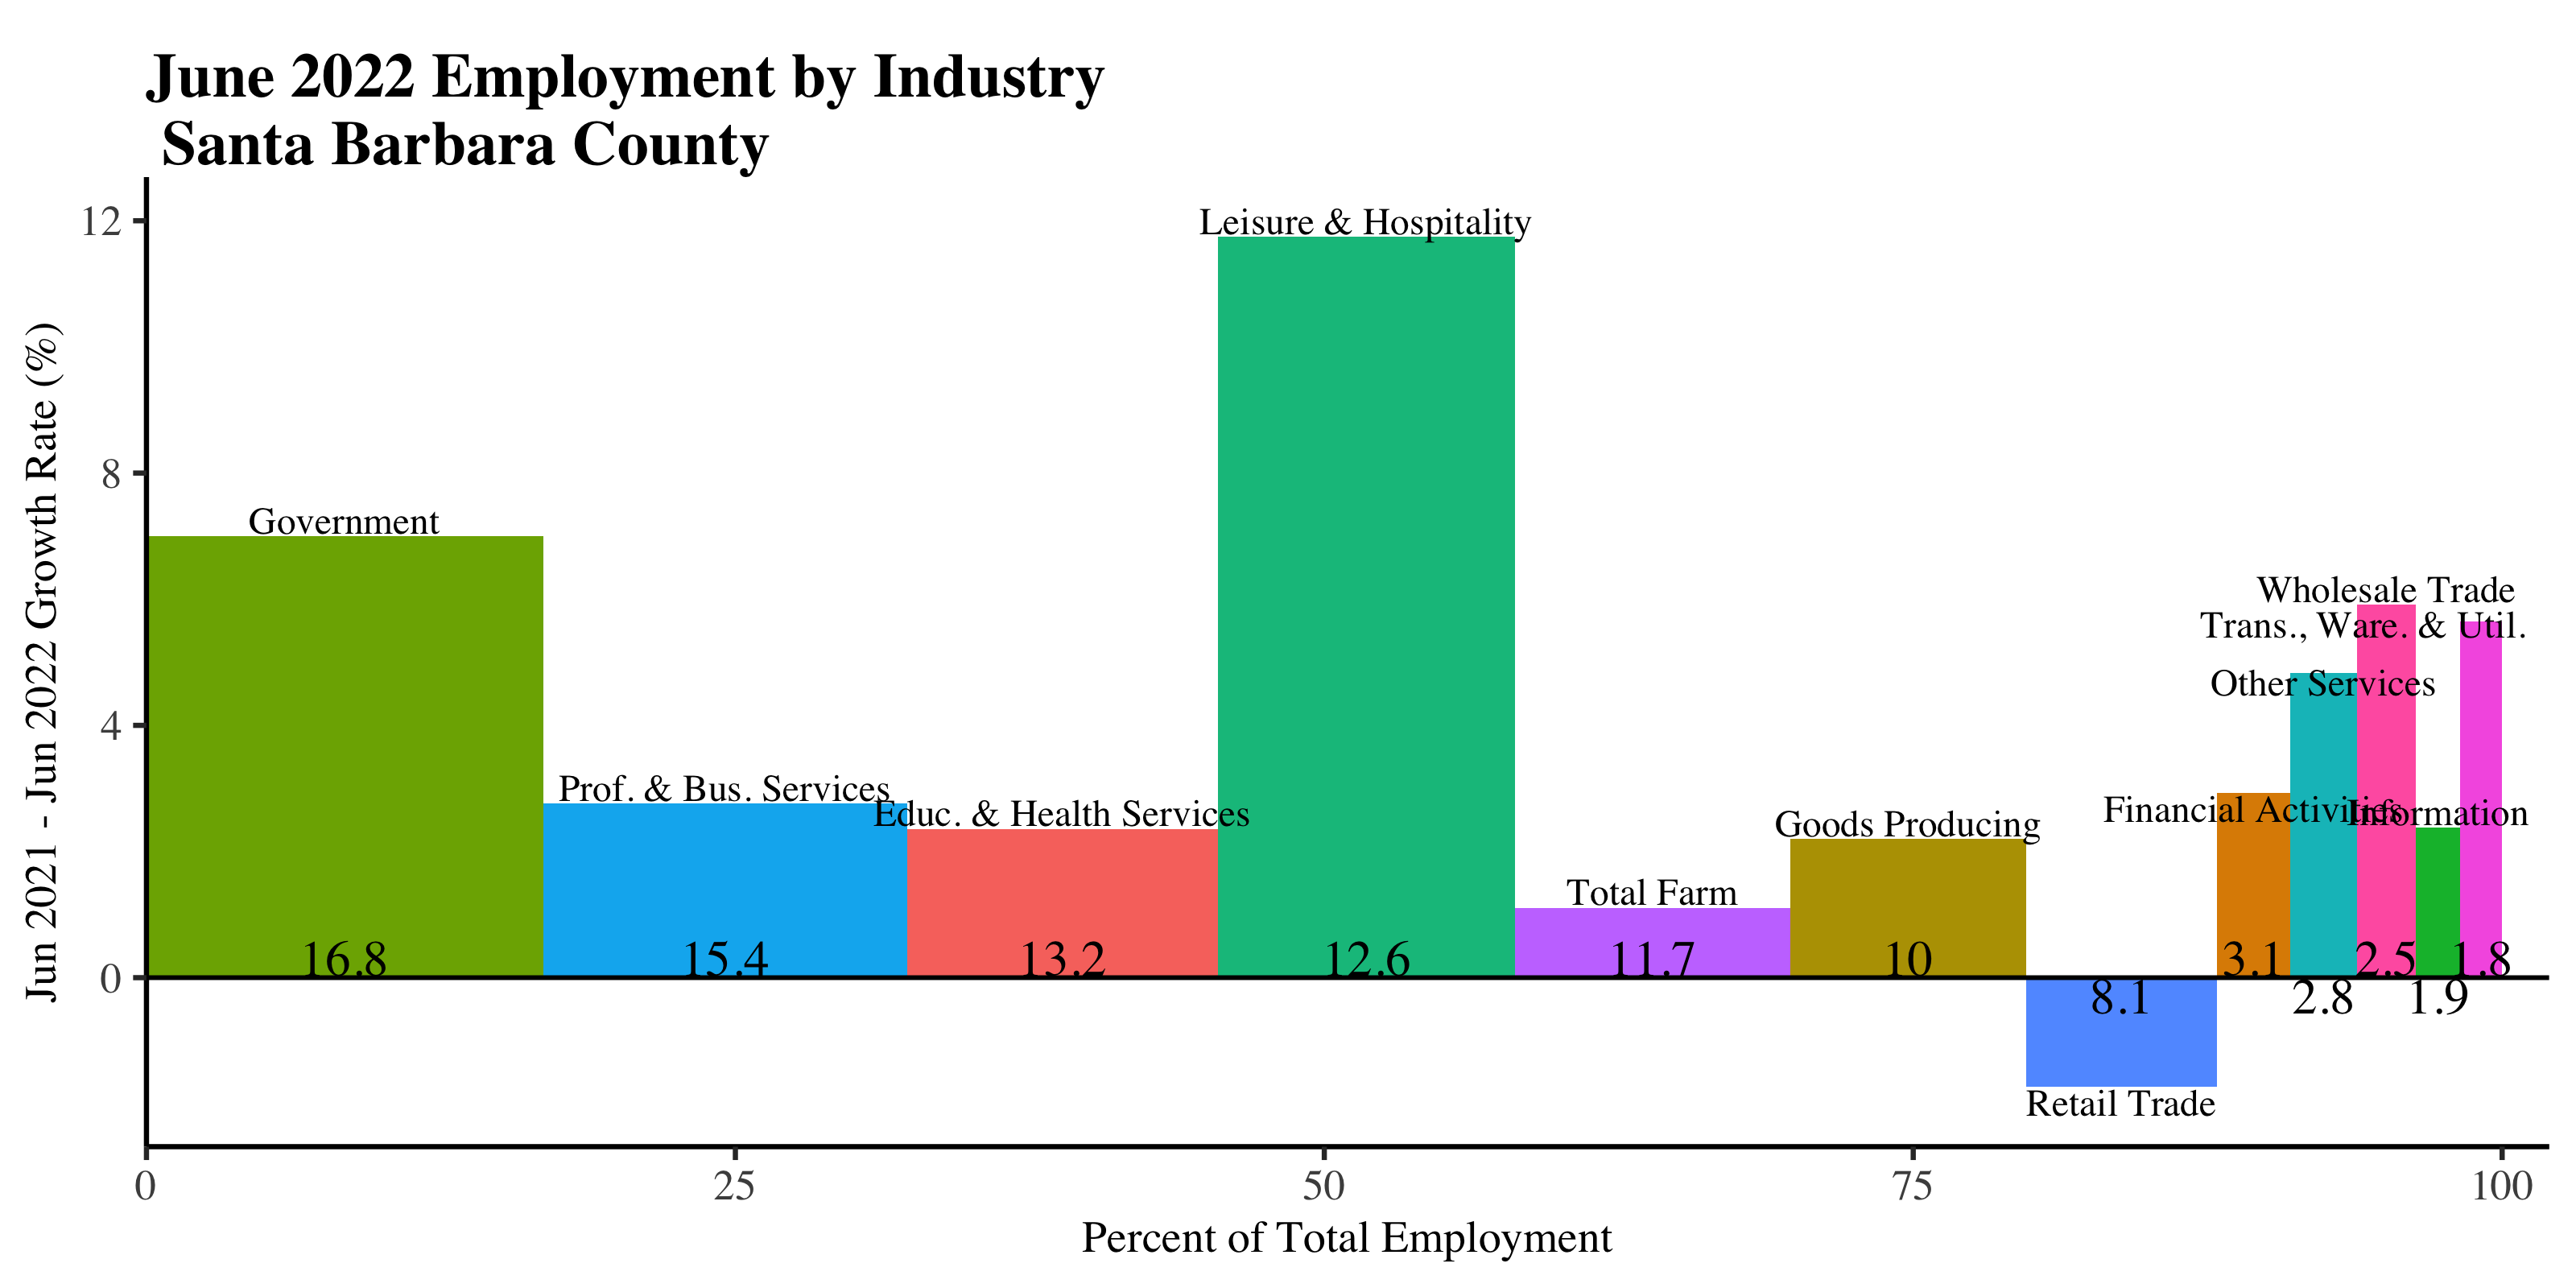 June 2022 Employment by Industry
Santa Barbara County
Jun 2021 - Jun 2022 Growth Rate (%)
12
8
4
0
Leisure & Hospitality
Government
Wholesale Trade
Trans., Ware. & Util.
Other Services
Prof. & Bus. Services
Educ. & Health Services
Financial Activities
Information
Goods Producing
Total Farm
16.8
15.4
13.2
12.6
11.7
10
8.1
3.1
2.8
2.5
1.9
1.8
Retail Trade
0
25
50
75
100
Percent of Total Employment